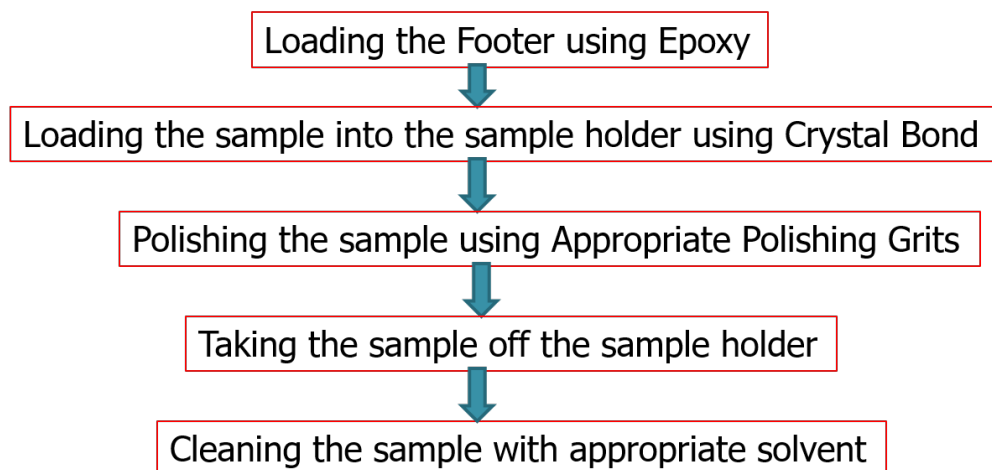 Loading the Footer using Epoxy
Loading the sample into the sample holder using Crystal Bond
Polishing the sample using Appropriate Polishing Grits
Taking the sample off the sample holder
Cleaning the sample with appropriate solvent